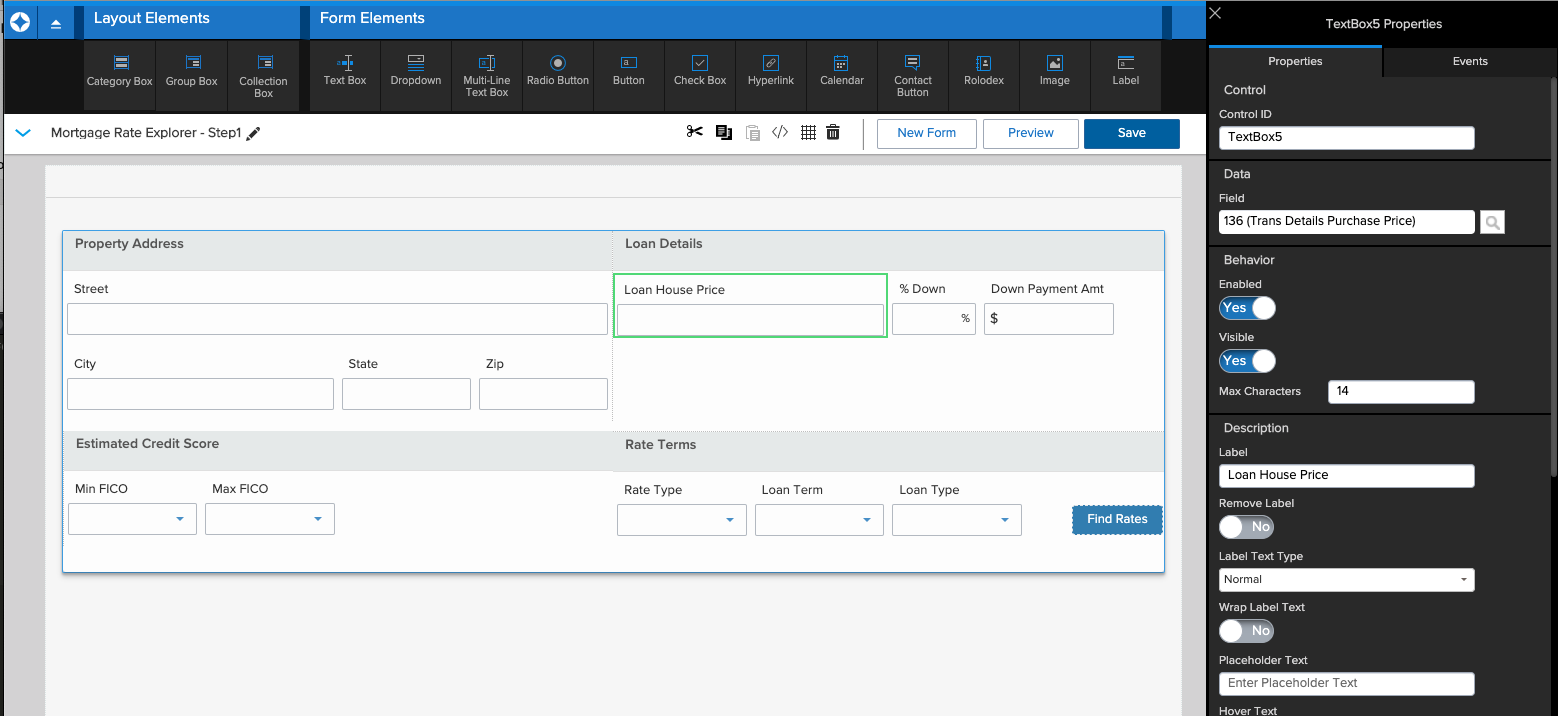 Layout Elements
Form Elements
Category Box
Group Box
Collection
Box
Text Box
Dropdown
Multi-Line
Text Box
Radio Button
Button
Check Box
Hyperlink
Calendar
Contact
Button
Rolodex
Image
Label
Mortgage Rate Explorer - Step1
New Form
Preview
Save
Property Address
Loan Details
Street
Loan House Price
% Down
Down Payment Amt
%
$
City
State
Zip
Estimated Credit Score
Rate Terms
Min FICO
Max FICO
Rate Type
Loan Term
Loan Type
Find Rates
TextBox5 Properties
Properties
Events
Control
Control ID
TextBox5
Data
Field
136 (Trans Details Purchase Price)
Behavior
Enabled
Yes
Visible
Yes
Max Characters
14
Description
Label
Loan House Price
Remove Label
No
Label Text Type
Normal
Wrap Label Text
No
Placeholder Text
Enter Placeholder Text
Hover Text